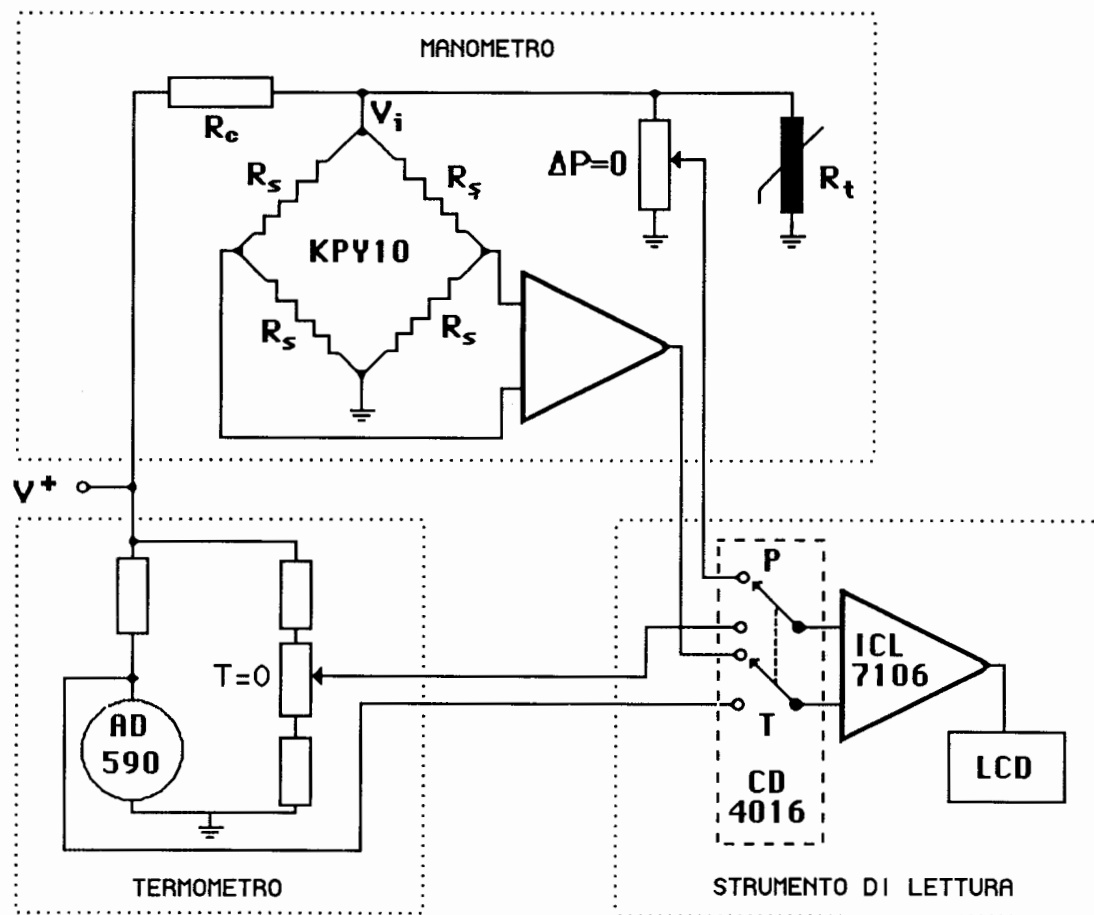 MANOMETRO
Rc
Vi
Rs
Rs
ΔP=0
Rt
KPY10
Rs
Rs
V+
P
ICL
7106
T=0
AD
590
T
LCD
CD
4016
TERMOMETRO
STRUMENTO DI LETTURA